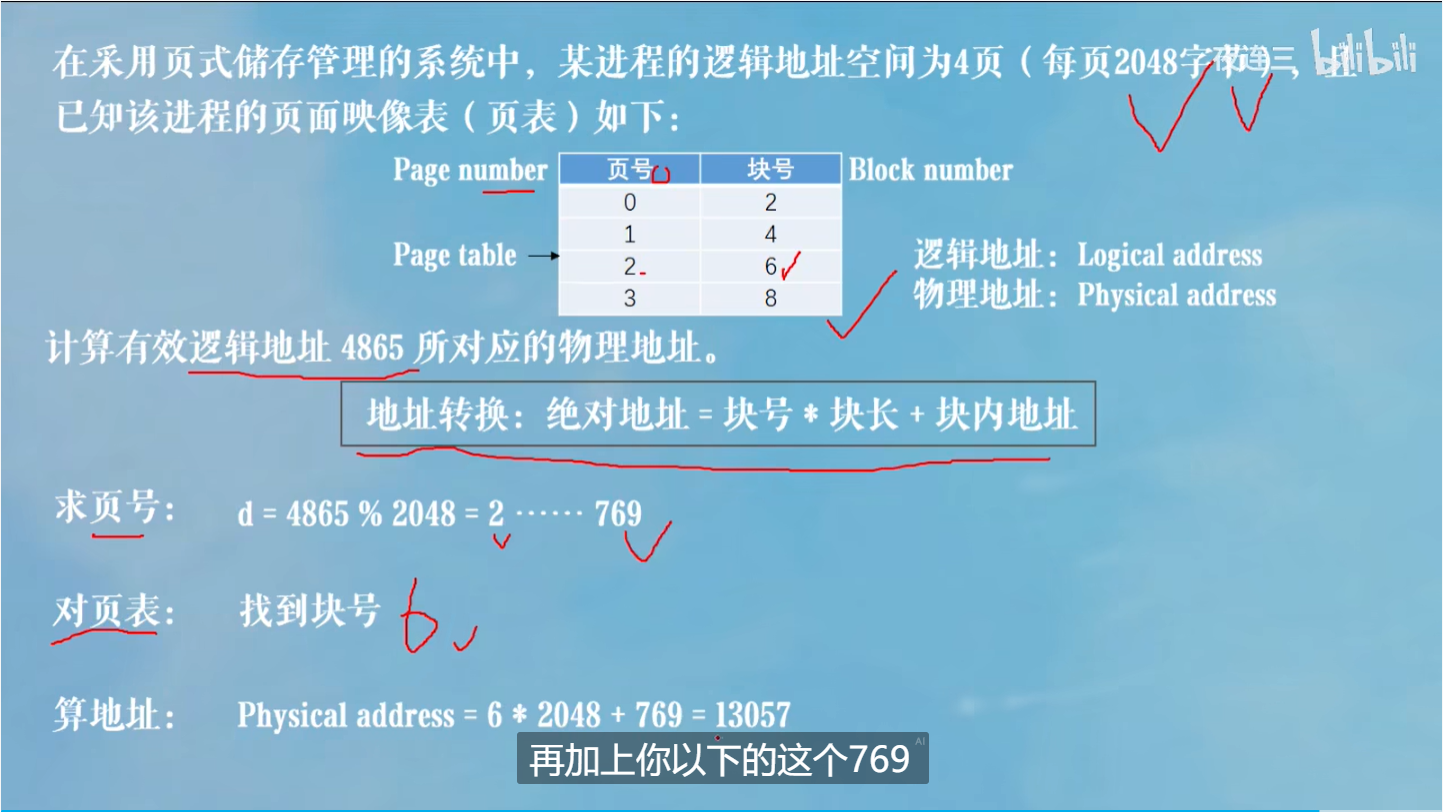 在采用页式储存管理的系统中，某进程的逻辑地址空间为4页（每页2048字节），且
bilibili
已知该进程的页面映像表（页表）如下：
Page number 页号 块号 Block number
0 2
1 4
Page table 2 6
3 8
逻辑地址：Logical address
物理地址：Physical address
计算有效逻辑地址 4865 所对应的物理地址。
地址转换：绝对地址 = 块号 * 块长 + 块内地址
求页号： d = 4865 % 2048 = 2 ······ 769
对页表： 找到块号 6
算地址： Physical address = 6 * 2048 + 769 = 13057
再加上你以下的这个769
AI